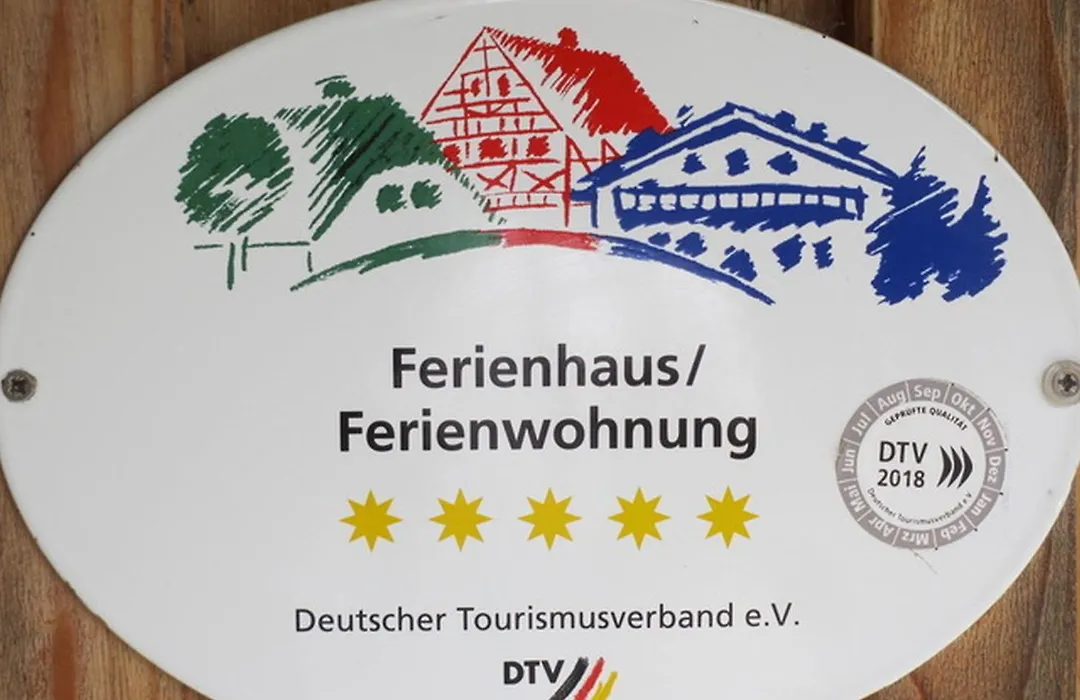 Ferienhaus/
Ferienwohnung
Jan Feb Mrz Apr Mai Jun Jul Aug Sep Okt Nov Dez
GEPRÜFTE QUALITÄT
DTV
2018
Deutscher Tourismusverband e.V.
Deutscher Tourismusverband e.V.
DTV